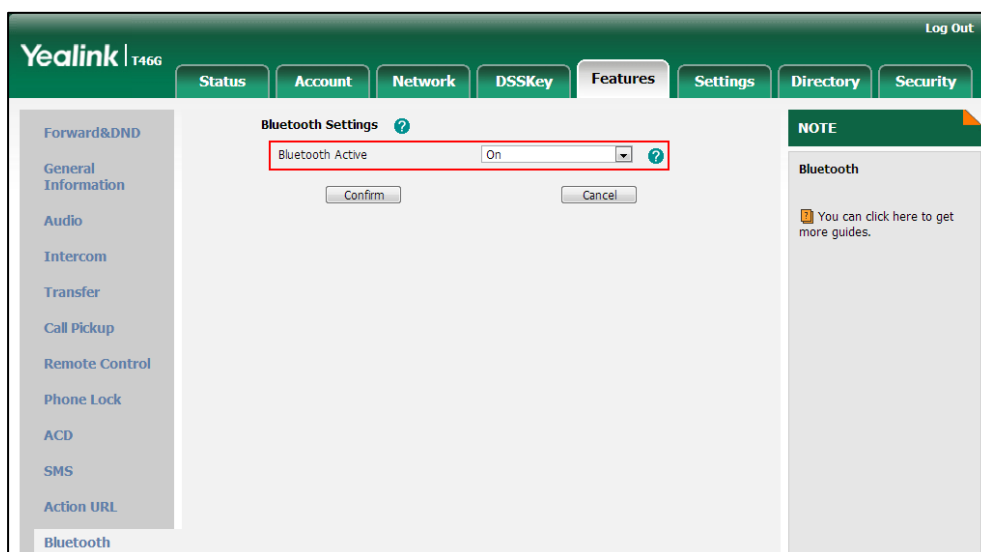 Log Out
Yealink | T46G
Status Account Network DSSKey Features Settings Directory Security
Forward&DND
General
Information
Audio
Intercom
Transfer
Call Pickup
Remote Control
Phone Lock
ACD
SMS
Action URL
Bluetooth
Bluetooth Settings ?
Bluetooth Active On ?
Confirm Cancel
NOTE
Bluetooth
? You can click here to get
more guides.